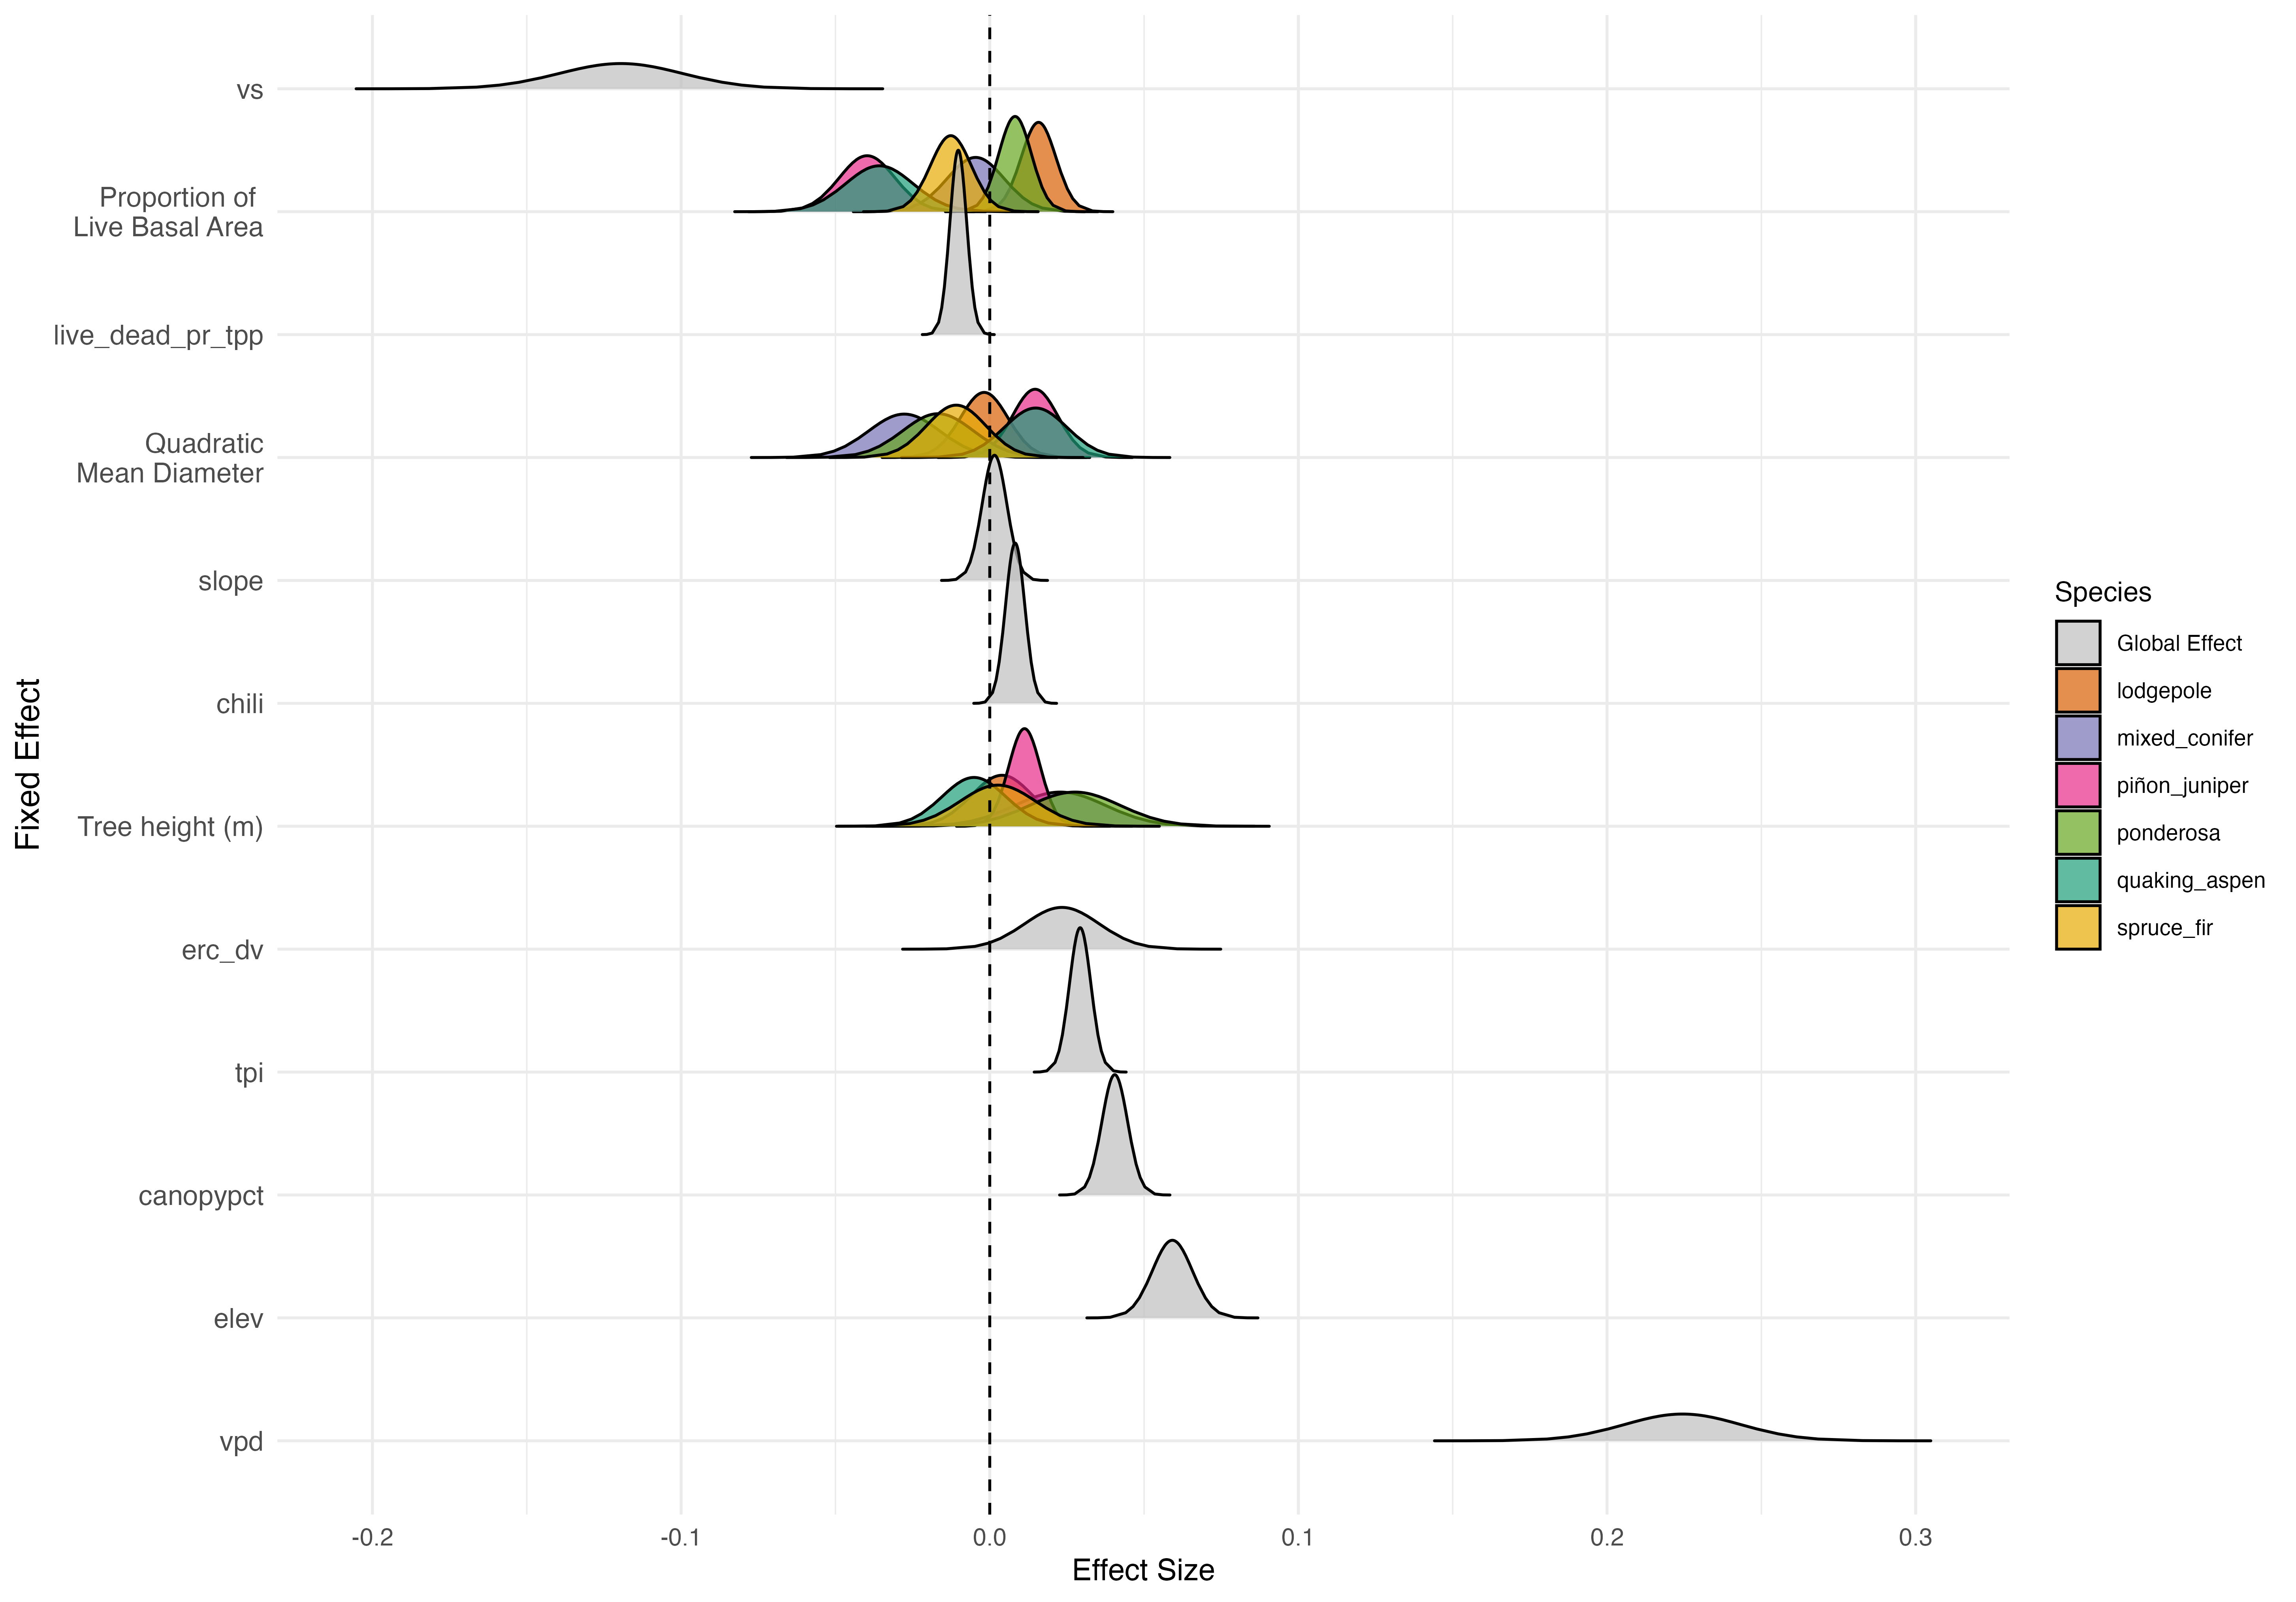 vs
Proportion of
Live Basal Area
live_dead_pr_tpp
Quadratic
Mean Diameter
slope
chili
Tree height (m)
erc_dv
tpi
canopypct
elev
vpd
Fixed Effect
-0.2
-0.1
0.0
0.1
0.2
0.3
Effect Size
Species
Global Effect
lodgepole
mixed_conifer
piñon_juniper
ponderosa
quaking_aspen
spruce_fir